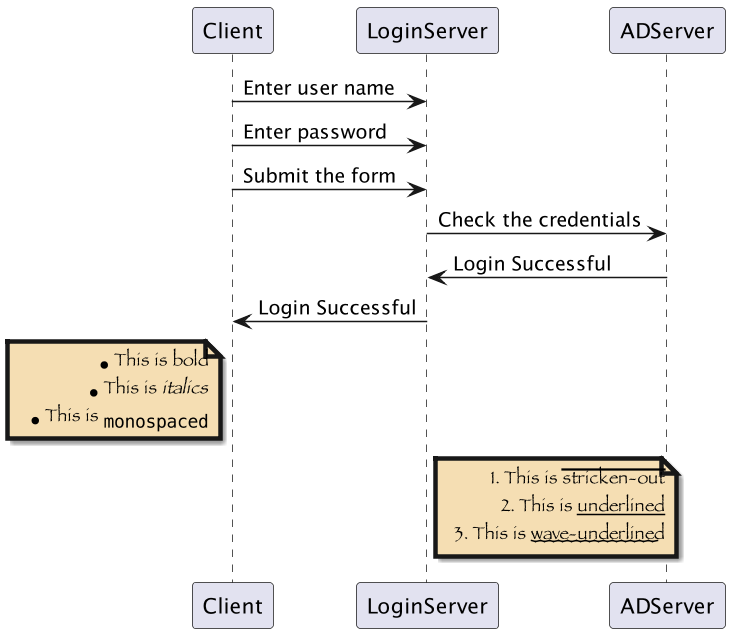 Client LoginServer ADServer
Enter user name
Enter password
Submit the form
Check the credentials
Login Successful
Login Successful
• This is bold
• This is italics
• This is monospaced
1. This is stricken-out
2. This is underlined
3. This is wave-underlined
Client LoginServer ADServer